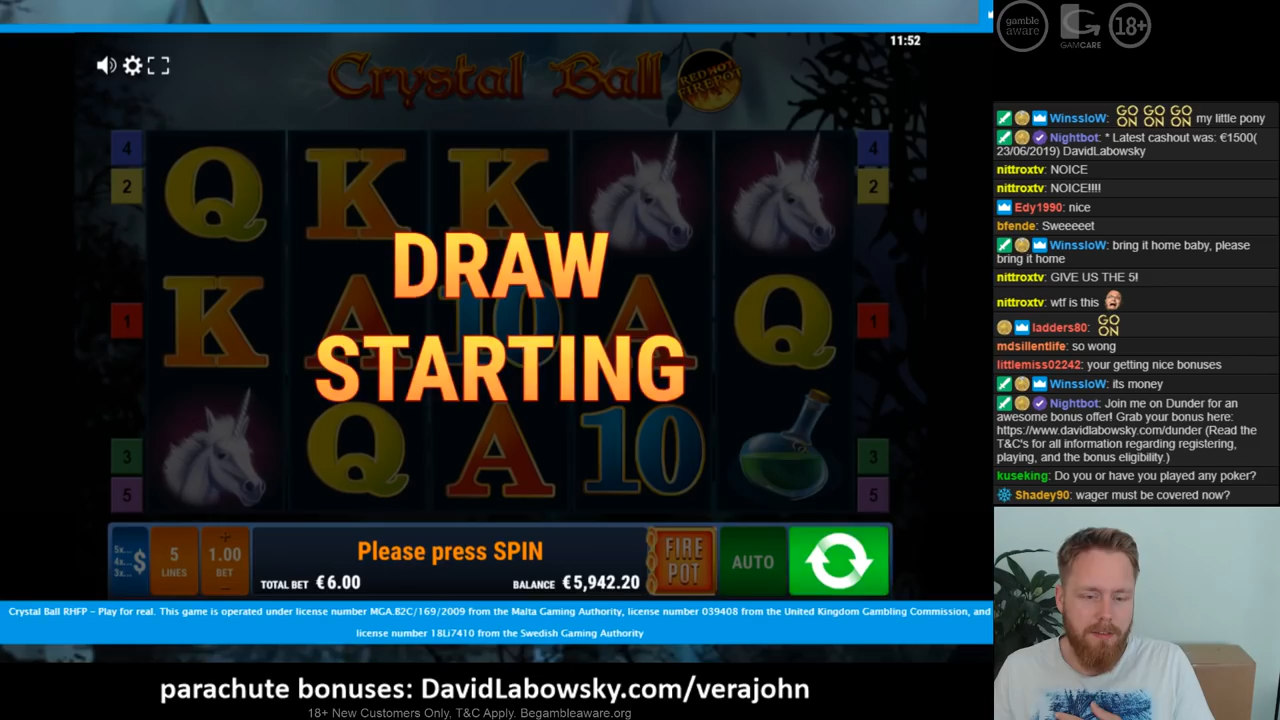 11:52
Crystal Ball
RED HOT
FIREPOT
4
4
2
2
Q
K
K
DRAW
STARTING
1
K
A
10
A
Q
1
3
Q
A
10
3
5
5
5x...
4x...
3x...
$
5
LINES
+
1.00
BET
-
Please press SPIN
TOTAL BET €6.00
BALANCE €5,942.20
FIRE
POT
AUTO
Crystal Ball RHFP – Play for real. This game is operated under license number MGA.B2C/169/2009 from the Malta Gaming Authority, license number 039408 from the United Kingdom Gambling Commission, and
license number 18Li7410 from the Swedish Gaming Authority
parachute bonuses: DavidLabowsky.com/verajohn
18+ New Customers Only, T&C Apply. Begambleaware.org
gamble
aware
GAMCARE
18+
WinssloW: GO ON GO ON GO ON my little pony
Nightbot: * Latest cashout was: €1500(
23/06/2019) DavidLabowsky
nittroxtv: NOICE
nittroxtv: NOICE!!!!
Edy1990: nice
bfende: Sweeeeet
WinssloW: bring it home baby, please
bring it home
nittroxtv: GIVE US THE 5!
nittroxtv: wtf is this
ladders80: GO ON
mdsillentlife: so wong
littlemiss02242: your getting nice bonuses
WinssloW: its money
Nightbot: Join me on Dunder for an
awesome bonus offer! Grab your bonus here:
https://www.davidlabowsky.com/dunder (Read the
T&C's for all information regarding registering,
playing, and the bonus eligibility.)
kuseking: Do you or have you played any poker?
Shadey90: wager must be covered now?